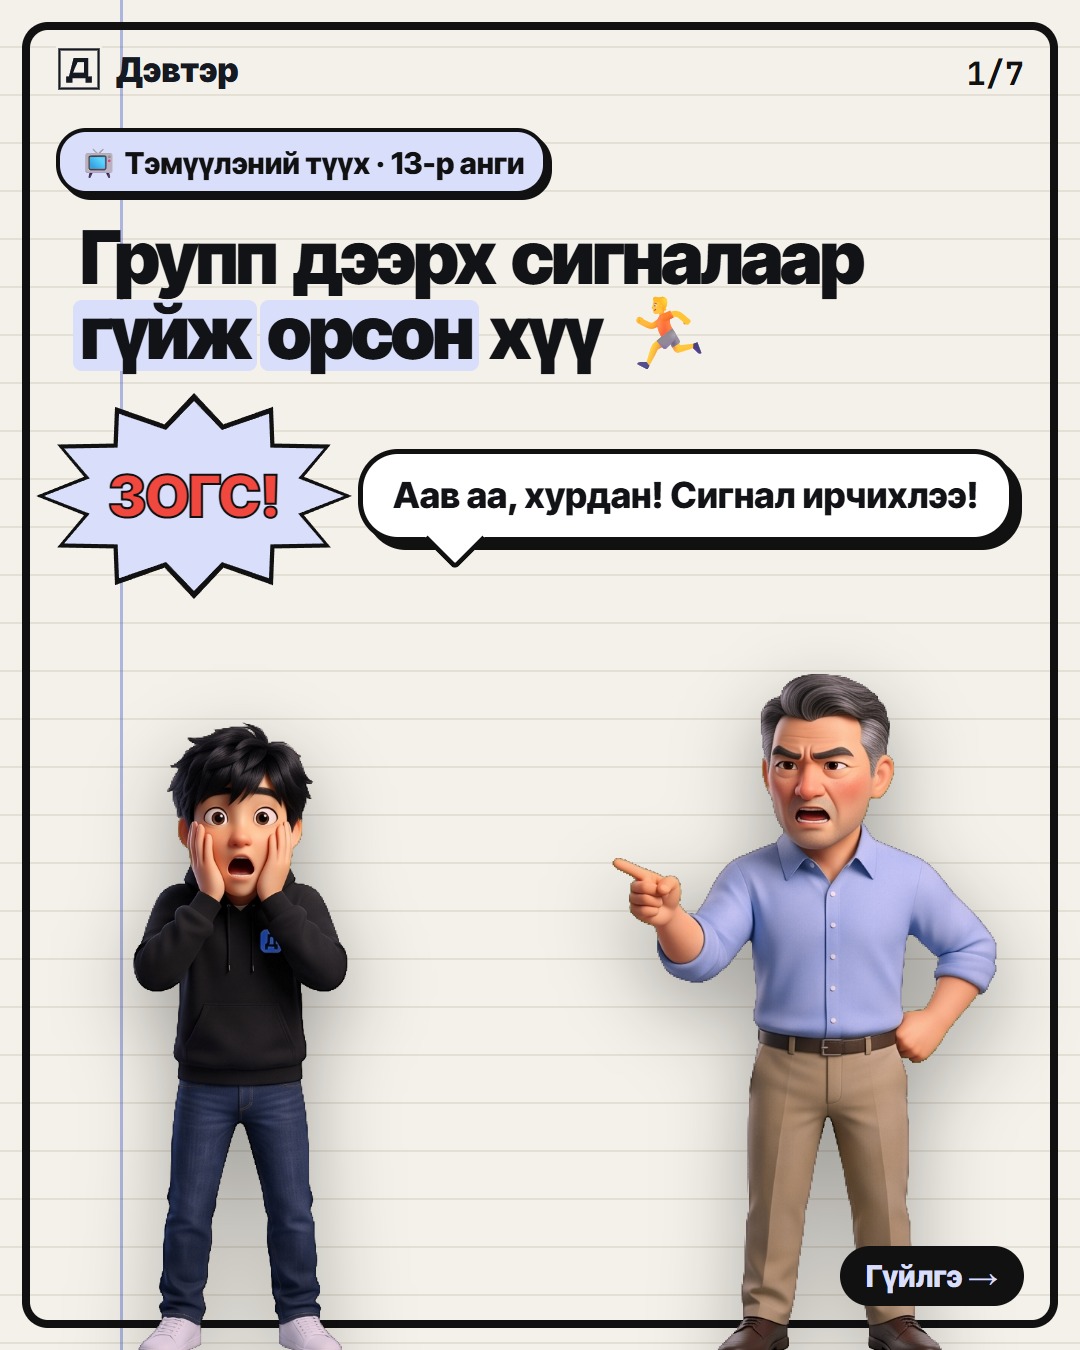 Д Дэвтэр
1/7
Тэмүүлэний түүх · 13-р анги
Групп дээрх сигналаар
гүйж орсон хүү
ЗОГС!
Аав аа, хурдан! Сигнал ирчихлээ!
Д
Гүйлгэ →